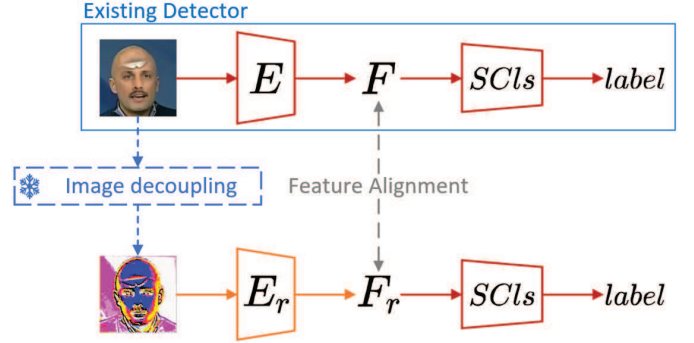 Existing Detector
E
F
SCls
label
Image decoupling
Feature Alignment
E_r
F_r
SCls
label